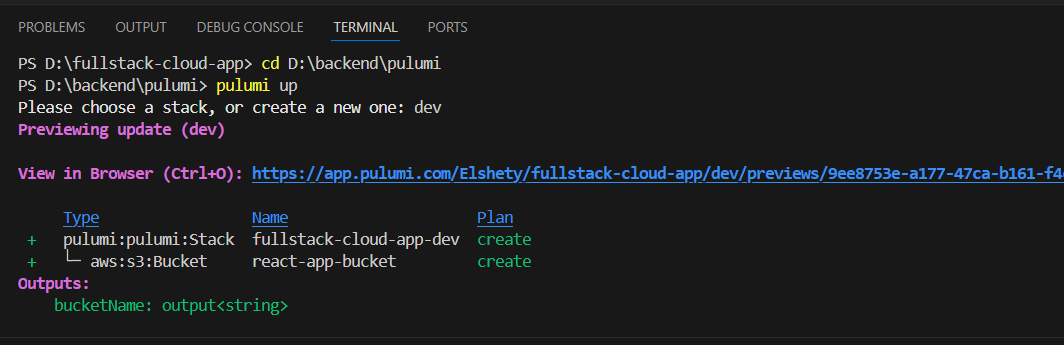 PROBLEMS OUTPUT DEBUG CONSOLE TERMINAL PORTS
PS D:\fullstack-cloud-app> cd D:\backend\pulumi
PS D:\backend\pulumi> pulumi up
Please choose a stack, or create a new one: dev
Previewing update (dev)
View in Browser (Ctrl+O): https://app.pulumi.com/Elshety/fullstack-cloud-app/dev/previews/9ee8753e-a177-47ca-b161-f4
Type Name Plan
+ pulumi:pulumi:Stack fullstack-cloud-app-dev create
+ └─ aws:s3:Bucket react-app-bucket create
Outputs:
bucketName: output<string>